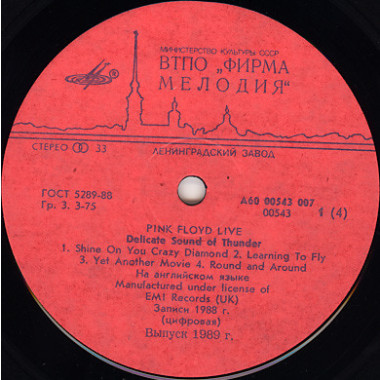 МИНИСТЕРСТВО КУЛЬТУРЫ СССР
ВТПО „ФИРМА
МЕЛОДИЯ"
СТЕРЕО 33
ЛЕНИНГРАДСКИЙ ЗАВОД
ГОСТ 5289-88
Гр. 3. 3-75
А60 00543 007
00543 1 (4)
PINK FLOYD LIVE
Delicate Sound of Thunder
1. Shine On You Crazy Diamond 2. Learning To Fly
3. Yet Another Movie 4. Round and Around
На английском языке
Manufactured under license of
EMI Records (UK)
Записи 1988 г.
(цифровая)
Выпуск 1989 г.